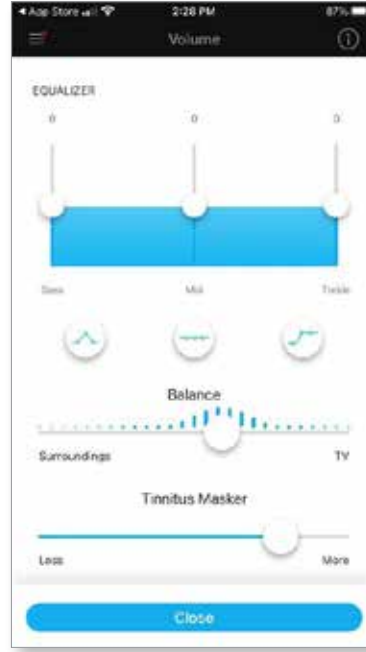 App Store 2:28 PM 87%
Volume
EQUALIZER
0 0 0
Bass Mid Treble
Balance
Surroundings TV
Tinnitus Masker
Less More
Close